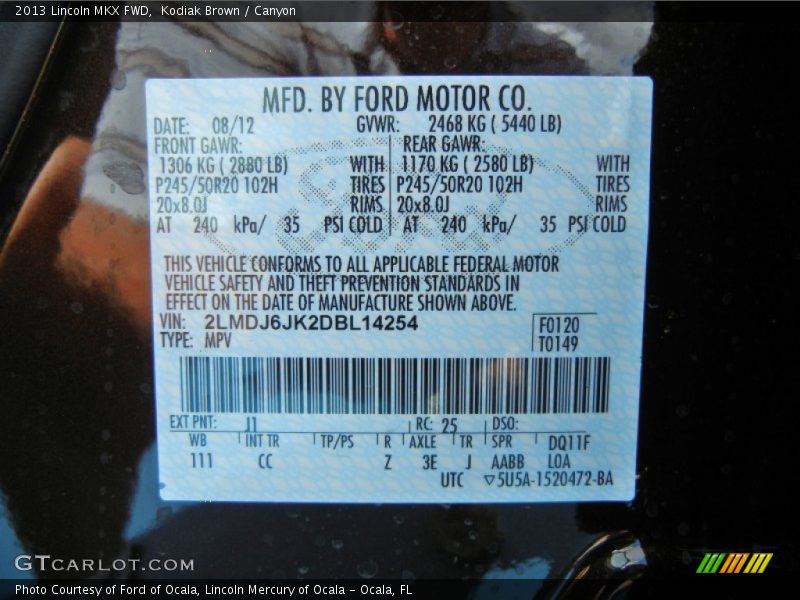 2013 Lincoln MKX FWD, Kodiak Brown / Canyon
MFD. BY FORD MOTOR CO.
DATE: 08/12 GVWR: 2468 KG ( 5440 LB)
FRONT GAWR: REAR GAWR:
1306 KG ( 2880 LB) WITH 1170 KG ( 2580 LB) WITH
P245/50R20 102H TIRES P245/50R20 102H TIRES
20x8.0J RIMS 20x8.0J RIMS
AT 240 kPa/ 35 PSI COLD AT 240 kPa/ 35 PSI COLD
THIS VEHICLE CONFORMS TO ALL APPLICABLE FEDERAL MOTOR
VEHICLE SAFETY AND THEFT PREVENTION STANDARDS IN
EFFECT ON THE DATE OF MANUFACTURE SHOWN ABOVE.
VIN: 2LMDJ6JK2DBL14254 F0120
TYPE: MPV T0149
EXT PNT: J1 RC: 25 DSO:
WB INT TR TP/PS R AXLE TR SPR DQ11F
111 CC Z 3E J AABB LOA
UTC ▽5U5A-1520472-BA
GTCARLOT.COM
Photo Courtesy of Ford of Ocala, Lincoln Mercury of Ocala - Ocala, FL